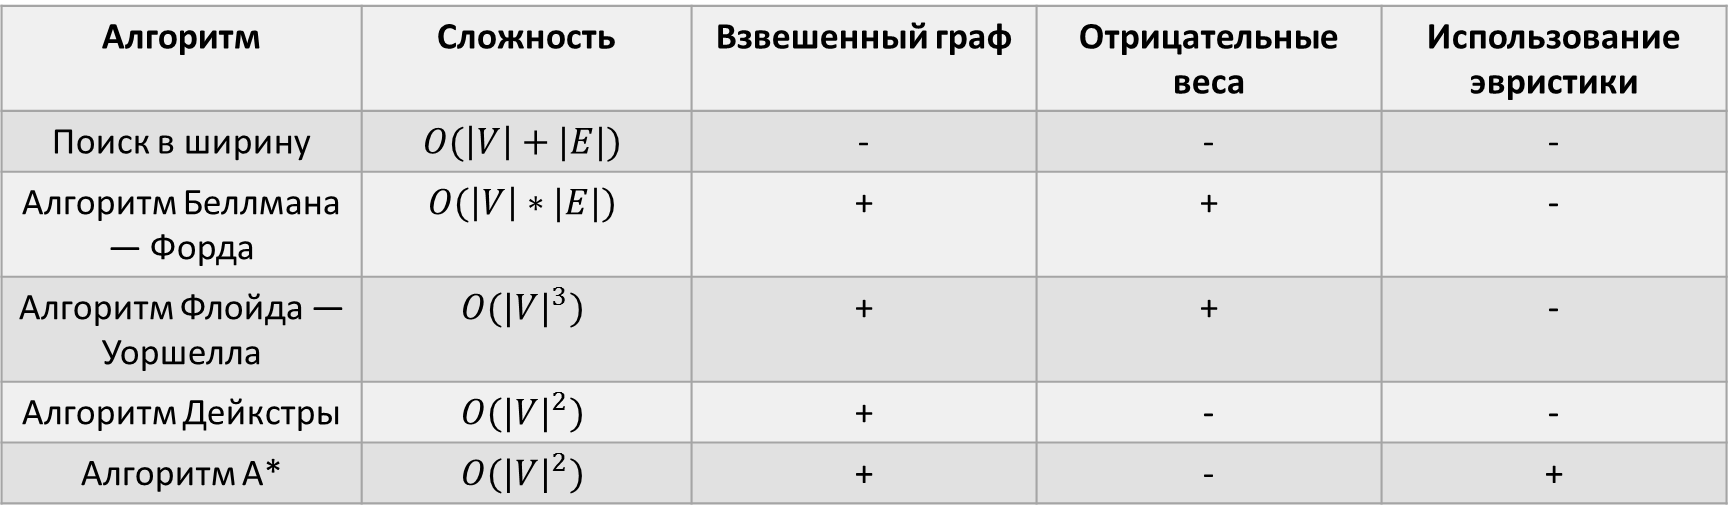 Алгоритм Сложность Взвешенный граф Отрицательные веса Использование эвристики
Поиск в ширину O(|V| + |E|) - - -
Алгоритм Беллмана — Форда O(|V| ∗ |E|) + + -
Алгоритм Флойда — Уоршелла O(|V|³) + + -
Алгоритм Дейкстры O(|V|²) + - -
Алгоритм A* O(|V|²) + - +